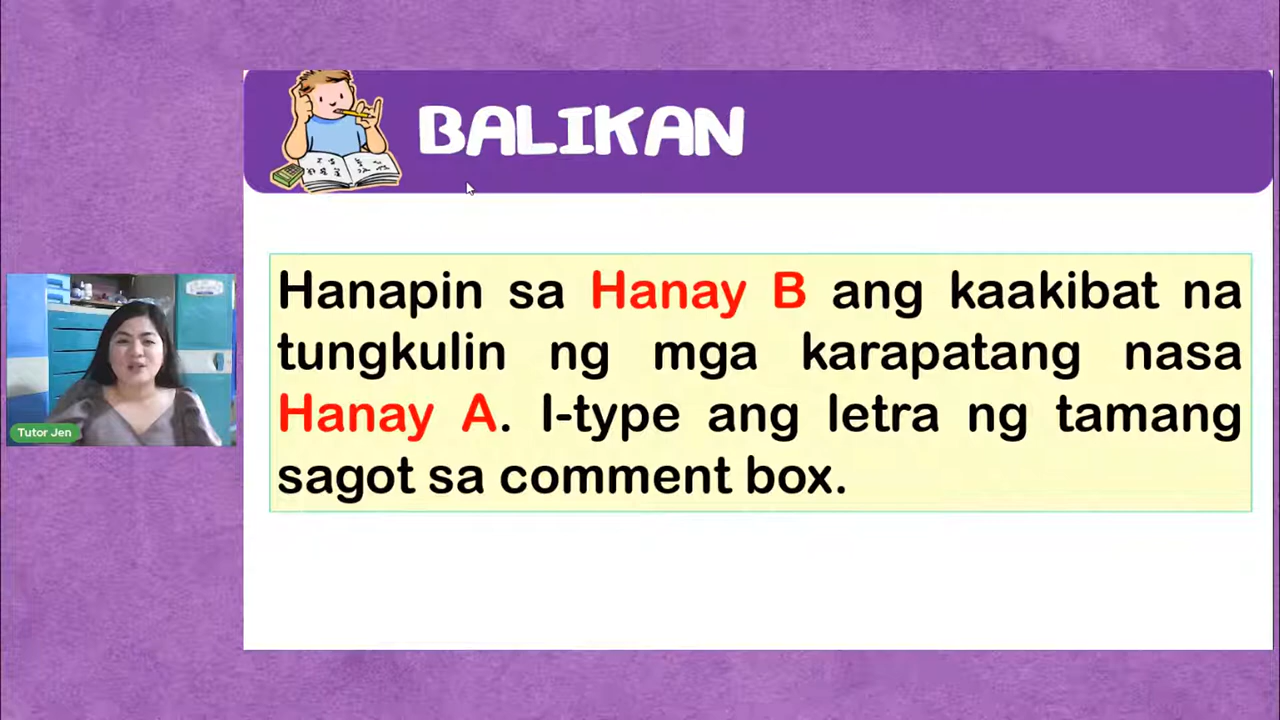 BALIKAN
Hanapin sa Hanay B ang kaakibat na
tungkulin ng mga karapatang nasa
Hanay A. I-type ang letra ng tamang
sagot sa comment box.
Tutor Jen